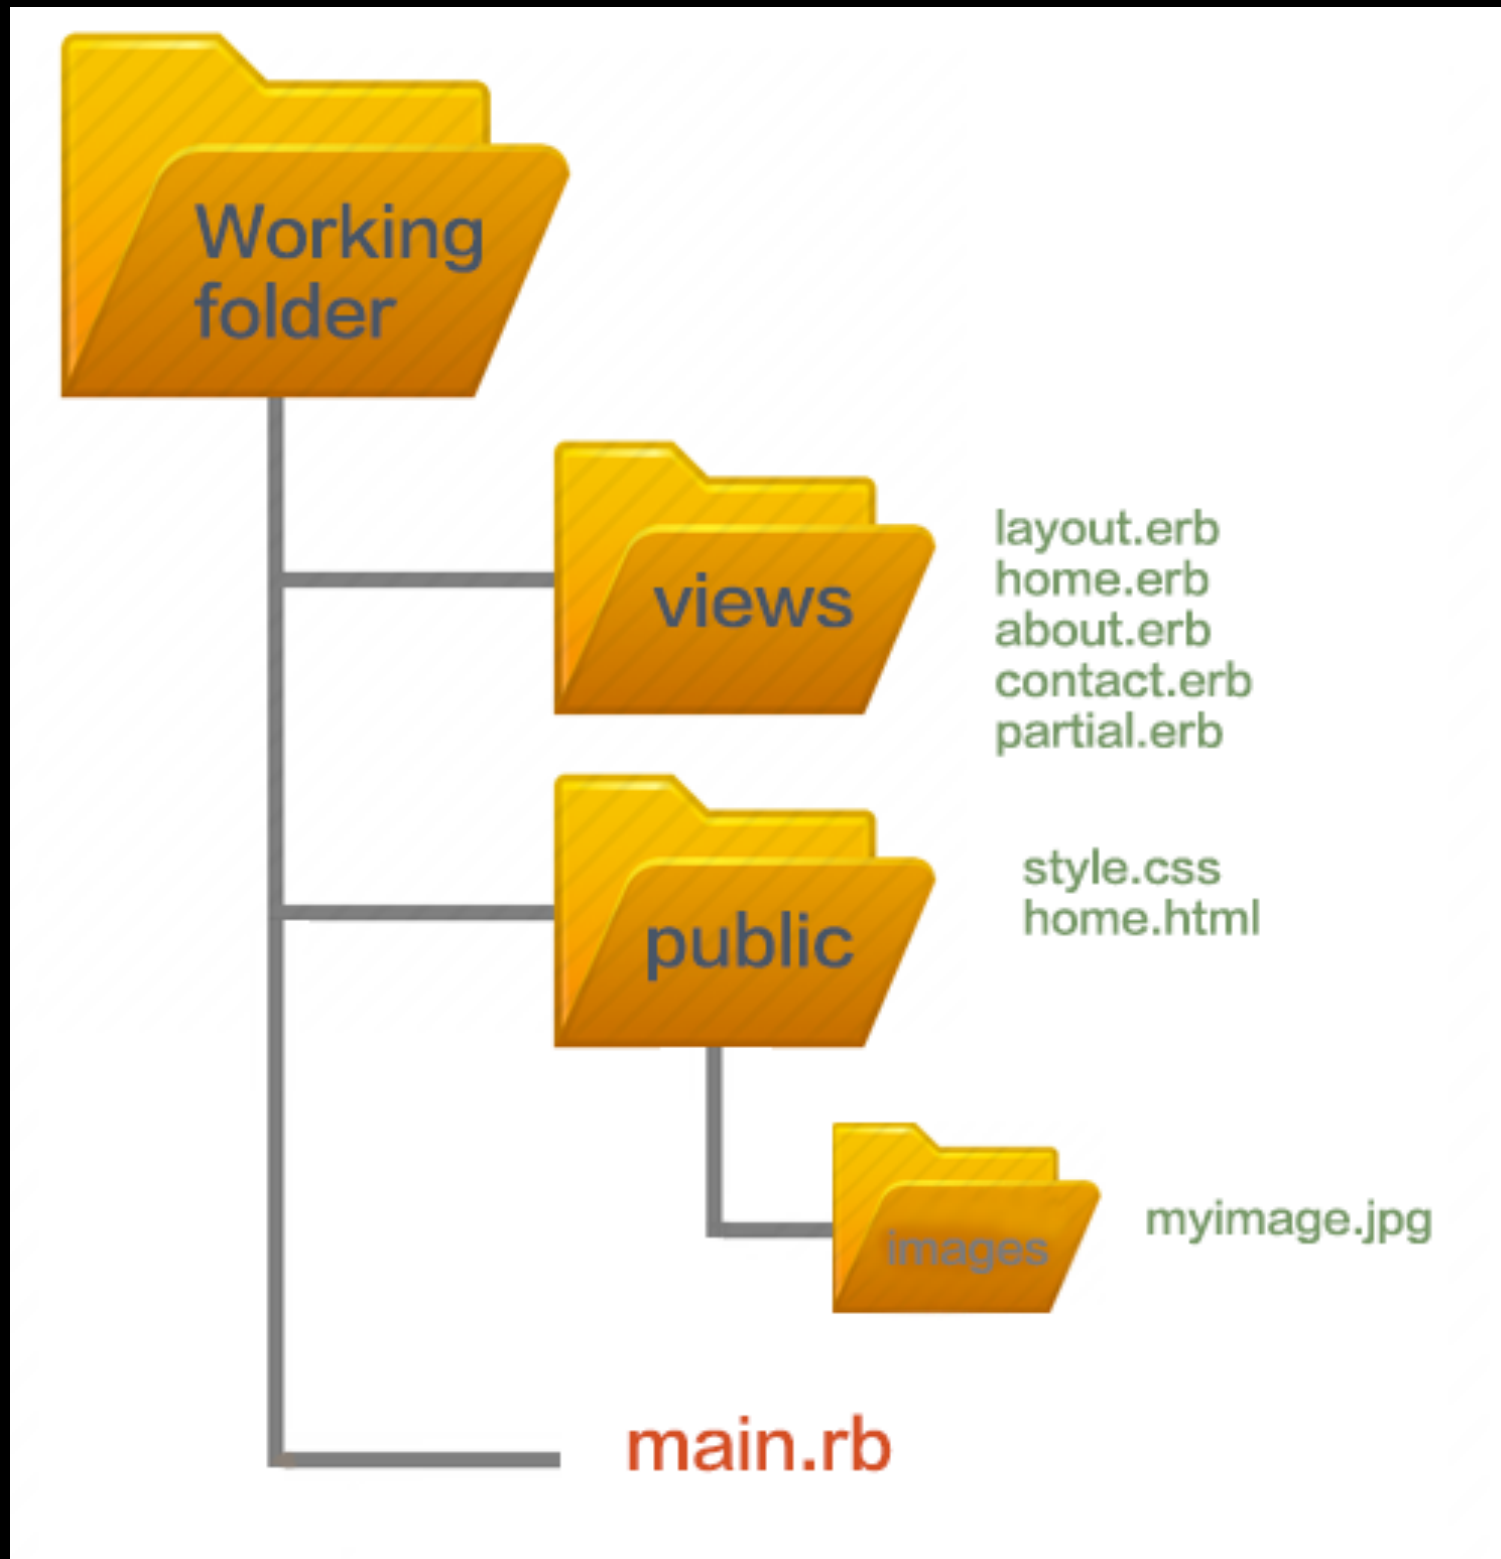 Working
folder
views
layout.erb
home.erb
about.erb
contact.erb
partial.erb
public
style.css
home.html
images
myimage.jpg
main.rb